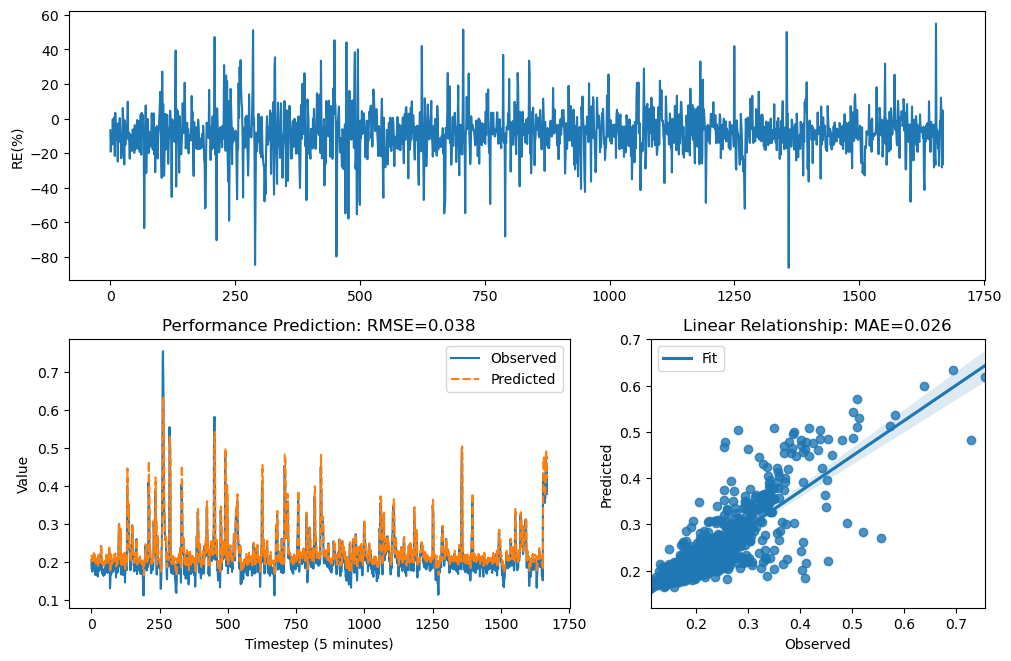 RE(%)
60
40
20
0
−20
−40
−60
−80
0 250 500 750 1000 1250 1500 1750
Performance Prediction: RMSE=0.038
Value
0.7
0.6
0.5
0.4
0.3
0.2
0.1
Observed
Predicted
0 250 500 750 1000 1250 1500 1750
Timestep (5 minutes)
Linear Relationship: MAE=0.026
Predicted
0.7
0.6
0.5
0.4
0.3
0.2
Fit
0.2 0.3 0.4 0.5 0.6 0.7
Observed